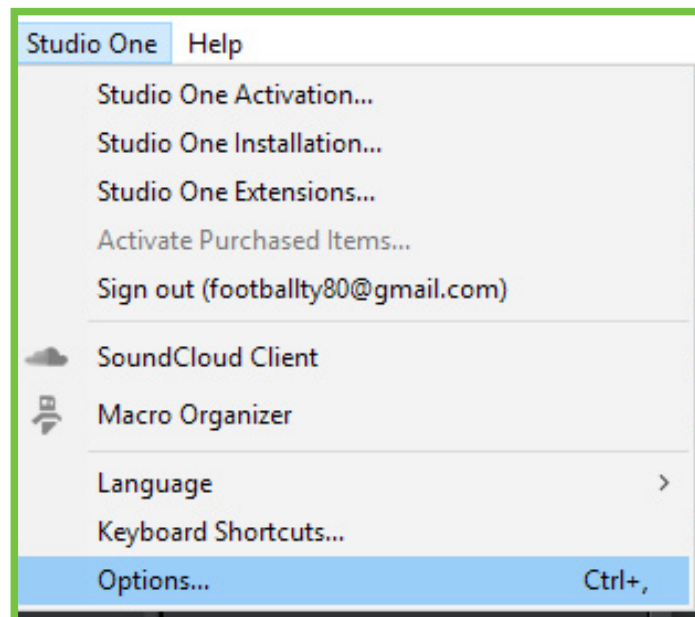 Studio One Help
Studio One Activation...
Studio One Installation...
Studio One Extensions...
Activate Purchased Items...
Sign out (footballty80@gmail.com)
SoundCloud Client
Macro Organizer
Language
Keyboard Shortcuts...
Options... Ctrl+,